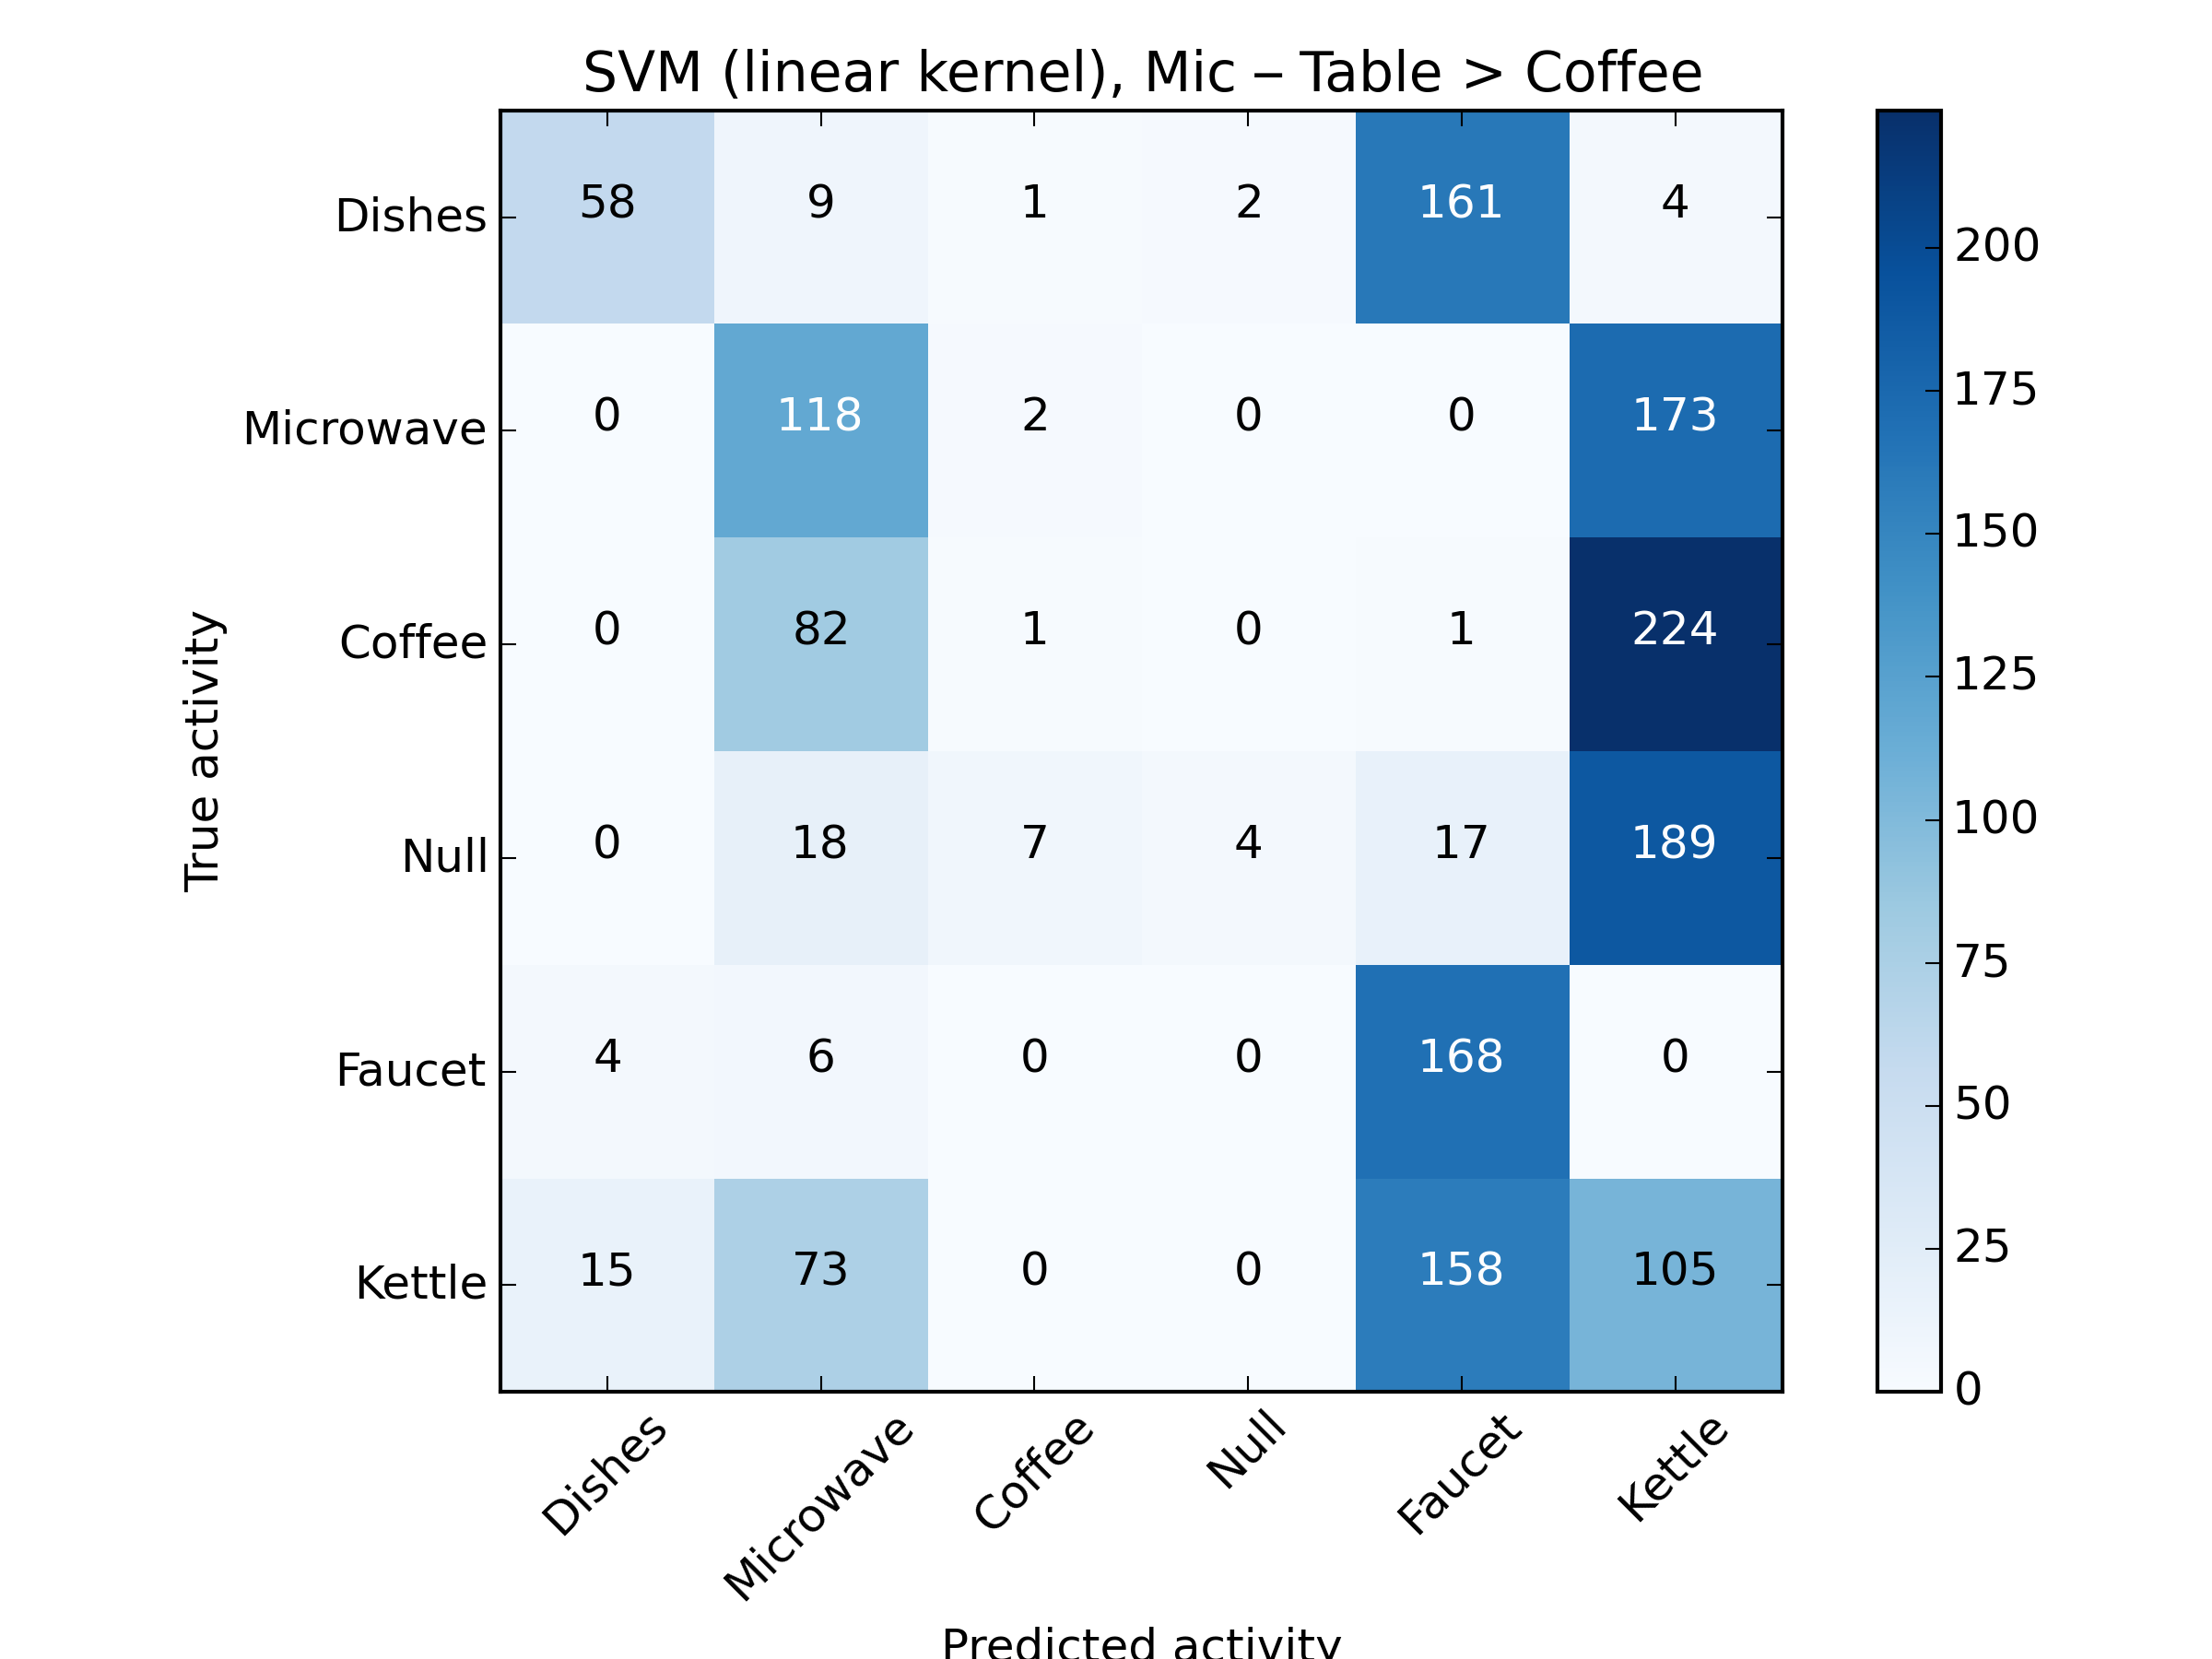 SVM (linear kernel), Mic – Table > Coffee
True activity
Dishes 58 9 1 2 161 4
Microwave 0 118 2 0 0 173
Coffee 0 82 1 0 1 224
Null 0 18 7 4 17 189
Faucet 4 6 0 0 168 0
Kettle 15 73 0 0 158 105
Dishes Microwave Coffee Null Faucet Kettle
Predicted activity
200
175
150
125
100
75
50
25
0